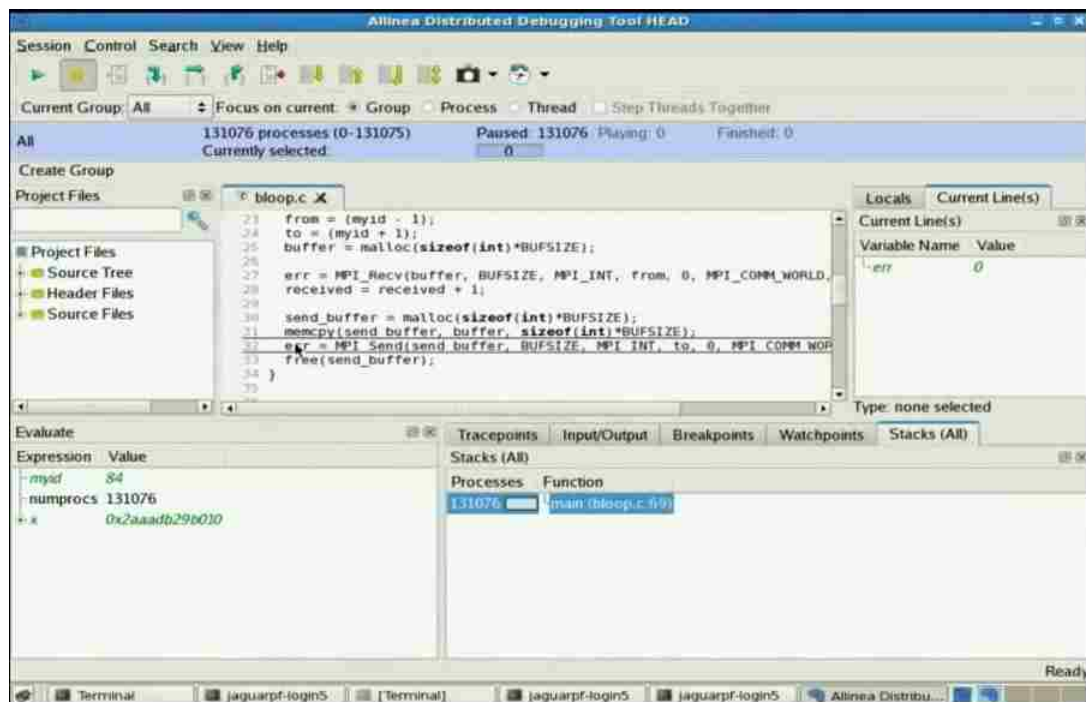 Allinea Distributed Debugging Tool HEAD
Session Control Search View Help
Current Group: All Focus on current: Group Process Thread Step Threads Together
All 131076 processes (0-131075) Paused: 131076 Playing: 0 Finished: 0
Currently selected: 0
Create Group
Project Files
Project Files
Source Tree
Header Files
Source Files
bloop.c
23 from = (myid - 1);
24 to = (myid + 1);
25 buffer = malloc(sizeof(int)*BUFSIZE);
26
27 err = MPI_Recv(buffer, BUFSIZE, MPI_INT, from, 0, MPI_COMM_WORLD,
28 received = received + 1;
29
30 send_buffer = malloc(sizeof(int)*BUFSIZE);
31 memcpy(send_buffer, buffer, sizeof(int)*BUFSIZE);
32 err = MPI_Send(send_buffer, BUFSIZE, MPI_INT, to, 0, MPI_COMM_WOR
33 free(send_buffer);
34 }
35
Locals Current Line(s)
Current Line(s)
Variable Name Value
err 0
Type: none selected
Evaluate
Expression Value
myid 84
numprocs 131076
x 0x2aaadb29b010
Tracepoints Input/Output Breakpoints Watchpoints Stacks (All)
Stacks (All)
Processes Function
131076 main (bloop.c:69)
Ready
Terminal jaguarpf-login5 [Terminal] jaguarpf-login5 jaguarpf-login5 Allinea Distribu...